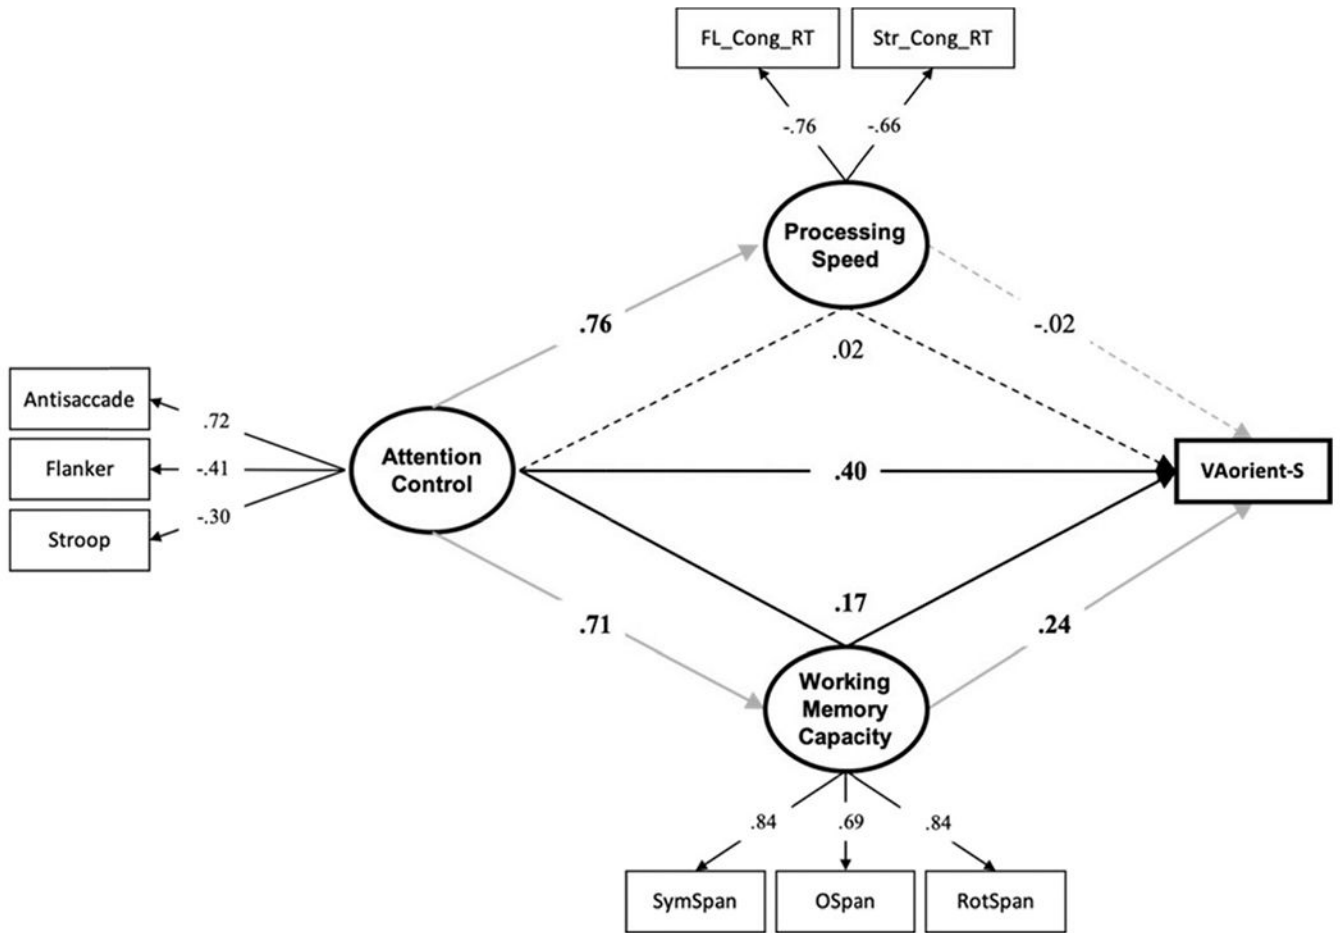 FL_Cong_RT
Str_Cong_RT
-.76
-.66
Processing
Speed
.76
.02
-.02
Antisaccade
Flanker
Stroop
.72
-.41
-.30
Attention
Control
.40
VAorient-S
.71
.17
.24
Working
Memory
Capacity
.84
.69
.84
SymSpan
OSpan
RotSpan